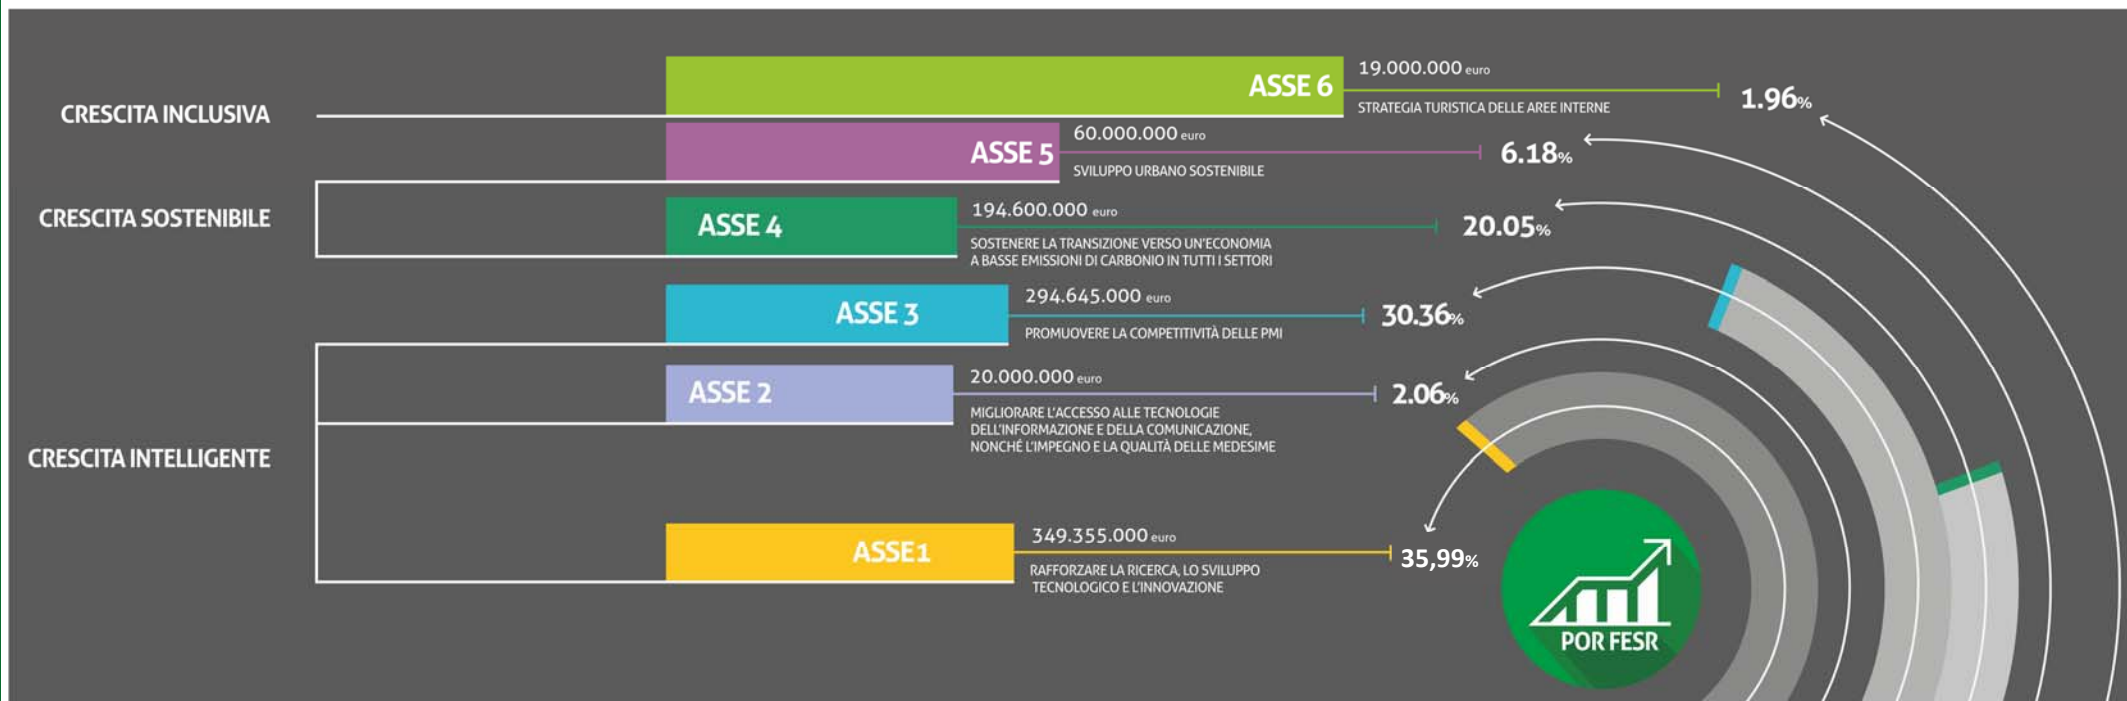 CRESCITA INCLUSIVA
ASSE 6
19.000.000 euro
STRATEGIA TURISTICA DELLE AREE INTERNE
1.96%
ASSE 5
60.000.000 euro
SVILUPPO URBANO SOSTENIBILE
6.18%
CRESCITA SOSTENIBILE
ASSE 4
194.600.000 euro
SOSTENERE LA TRANSIZIONE VERSO UN'ECONOMIA
A BASSE EMISSIONI DI CARBONIO IN TUTTI I SETTORI
20.05%
ASSE 3
294.645.000 euro
PROMUOVERE LA COMPETITIVITÀ DELLE PMI
30.36%
ASSE 2
20.000.000 euro
MIGLIORARE L'ACCESSO ALLE TECNOLOGIE
DELL'INFORMAZIONE E DELLA COMUNICAZIONE,
NONCHÉ L'IMPEGNO E LA QUALITÀ DELLE MEDESIME
2.06%
CRESCITA INTELLIGENTE
ASSE1
349.355.000 euro
RAFFORZARE LA RICERCA, LO SVILUPPO
TECNOLOGICO E L'INNOVAZIONE
35,99%
POR FESR